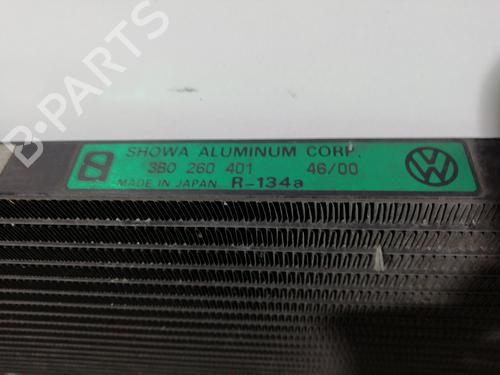 SHOWA ALUMINUM CORP.
3B0 260 401 46/00
MADE IN JAPAN R-134a
B-PARTS